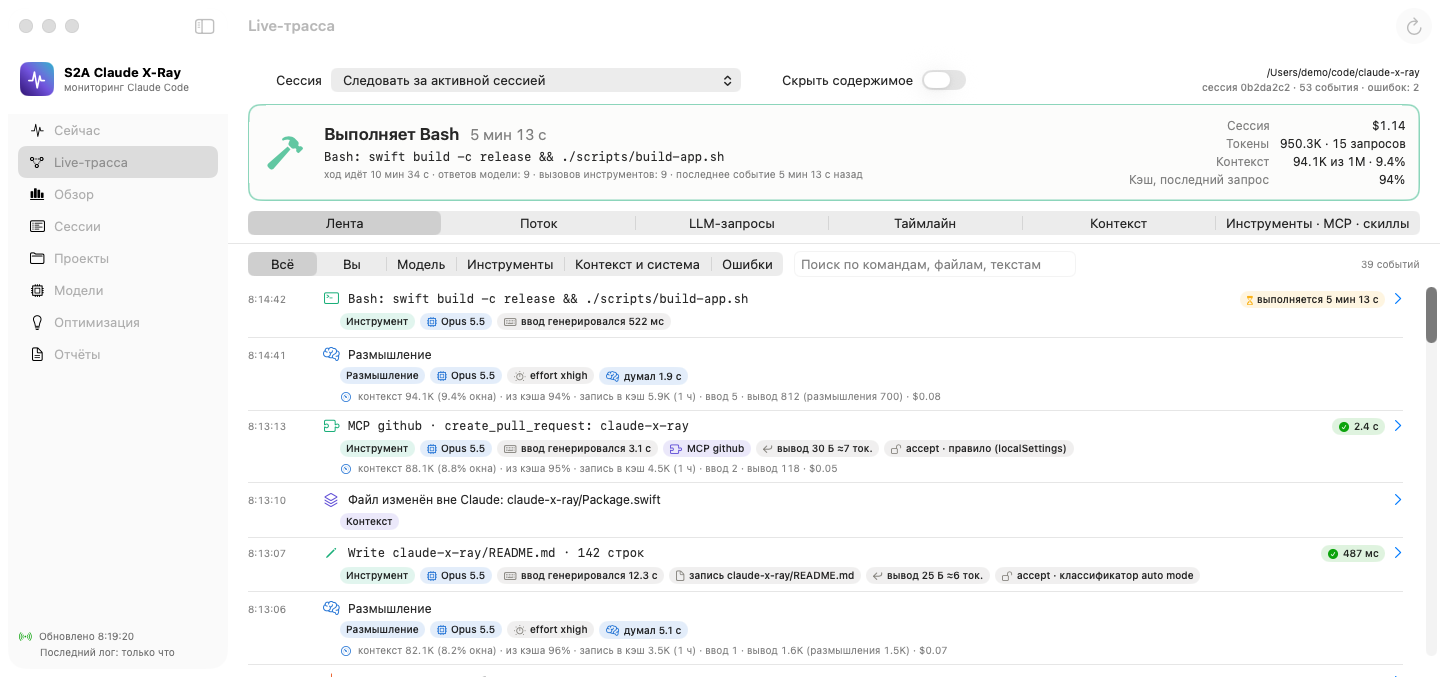 Live-трасса
S2A Claude X-Ray
мониторинг Claude Code
Сейчас
Live-трасса
Обзор
Сессии
Проекты
Модели
Оптимизация
Отчёты
Обновлено 8:19:20
Последний лог: только что
Сессия Следовать за активной сессией Скрыть содержимое
/Users/demo/code/claude-x-ray
сессия 0b2da2c2 · 53 события · ошибок: 2
Выполняет Bash 5 мин 13 с
Bash: swift build -c release && ./scripts/build-app.sh
ход идёт 10 мин 34 с · ответов модели: 9 · вызовов инструментов: 9 · последнее событие 5 мин 13 с назад
Сессия $1.14
Токены 950.3K · 15 запросов
Контекст 94.1K из 1M · 9.4%
Кэш, последний запрос 94%
Лента Поток LLM-запросы Таймлайн Контекст Инструменты · MCP · скиллы
Всё Вы Модель Инструменты Контекст и система Ошибки Поиск по командам, файлам, текстам 39 событий
8:14:42 Bash: swift build -c release && ./scripts/build-app.sh выполняется 5 мин 13 с
Инструмент Opus 5.5 ввод генерировался 522 мс
8:14:41 Размышление
Размышление Opus 5.5 effort xhigh думал 1.9 с
контекст 94.1K (9.4% окна) · из кэша 94% · запись в кэш 5.9K (1 ч) · ввод 5 · вывод 812 (размышления 700) · $0.08
8:13:13 MCP github · create_pull_request: claude-x-ray 2.4 с
Инструмент Opus 5.5 ввод генерировался 3.1 с MCP github вывод 30 Б ≈7 ток. accept · правило (localSettings)
контекст 88.1K (8.8% окна) · из кэша 95% · запись в кэш 4.5K (1 ч) · ввод 2 · вывод 118 · $0.05
8:13:10 Файл изменён вне Claude: claude-x-ray/Package.swift
Контекст
8:13:07 Write claude-x-ray/README.md · 142 строк 487 мс
Инструмент Opus 5.5 ввод генерировался 12.3 с запись claude-x-ray/README.md вывод 25 Б ≈6 ток. accept · классификатор auto mode
8:13:06 Размышление
Размышление Opus 5.5 effort xhigh думал 5.1 с
контекст 82.1K (8.2% окна) · из кэша 96% · запись в кэш 3.5K (1 ч) · ввод 1 · вывод 1.6K (размышления 1.5K) · $0.07